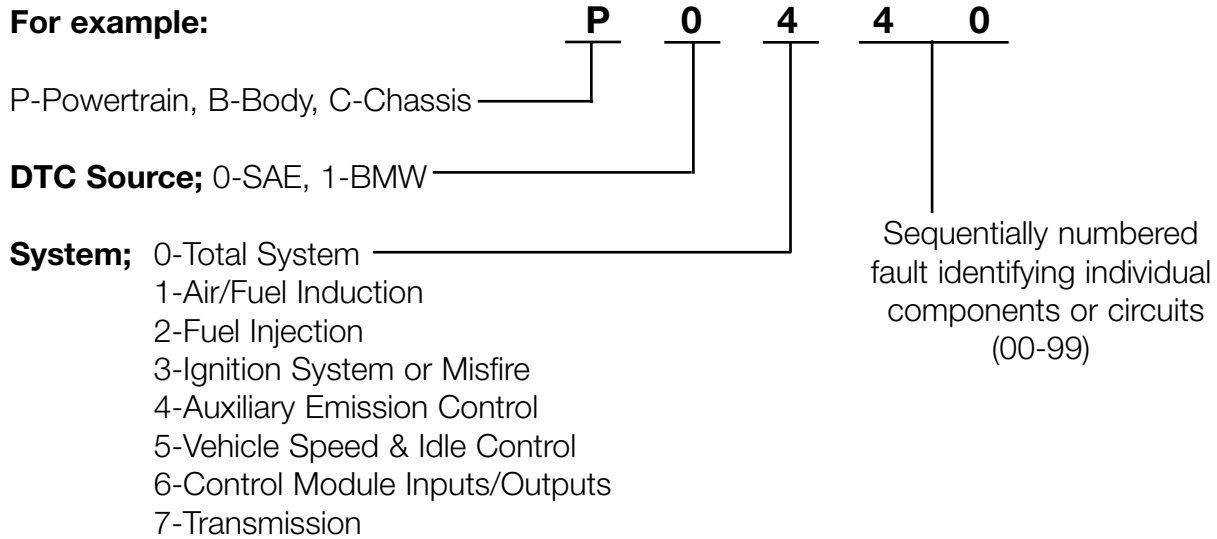 For example: P 0 4 4 0
P-Powertrain, B-Body, C-Chassis
DTC Source; 0-SAE, 1-BMW
System; 0-Total System
1-Air/Fuel Induction
2-Fuel Injection
3-Ignition System or Misfire
4-Auxiliary Emission Control
5-Vehicle Speed & Idle Control
6-Control Module Inputs/Outputs
7-Transmission
Sequentially numbered
fault identifying individual
components or circuits
(00-99)